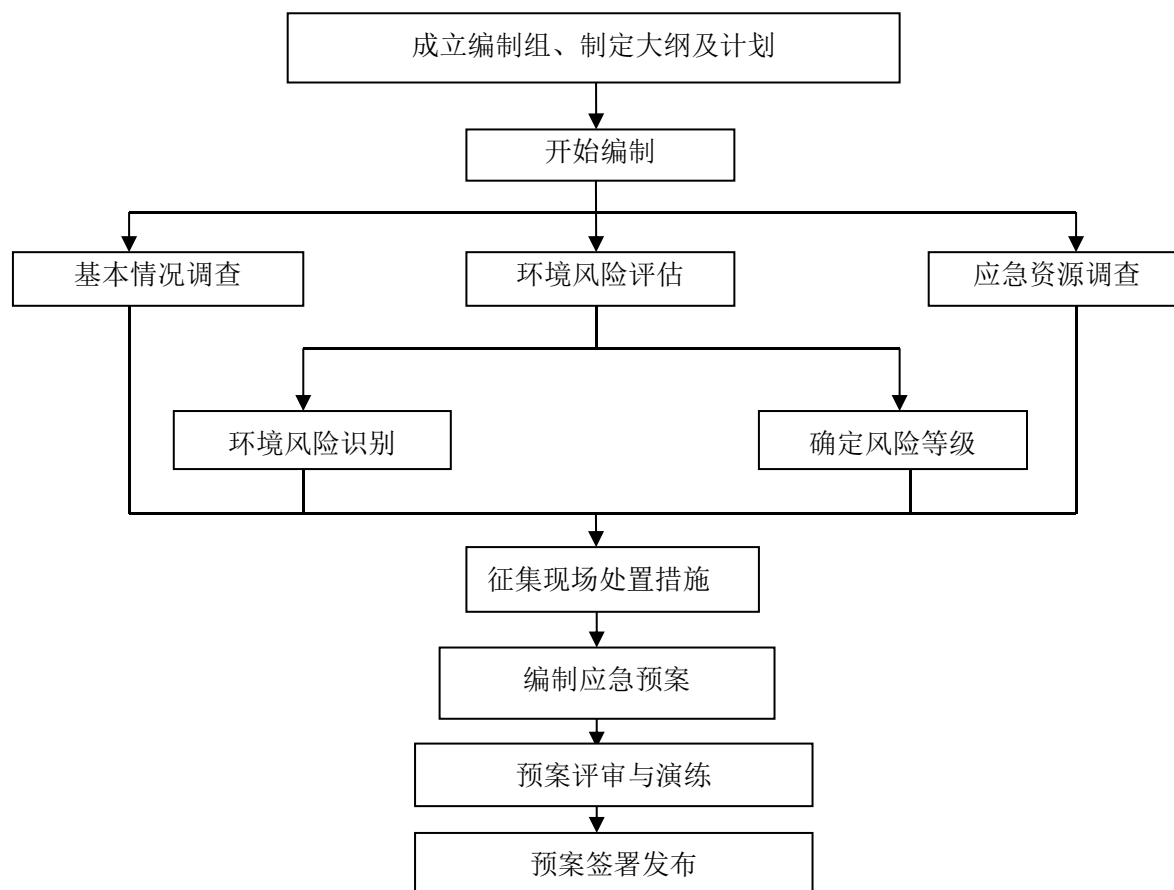 成立编制组、制定大纲及计划
开始编制
基本情况调查
环境风险评估
应急资源调查
环境风险识别
确定风险等级
征集现场处置措施
编制应急预案
预案评审与演练
预案签署发布